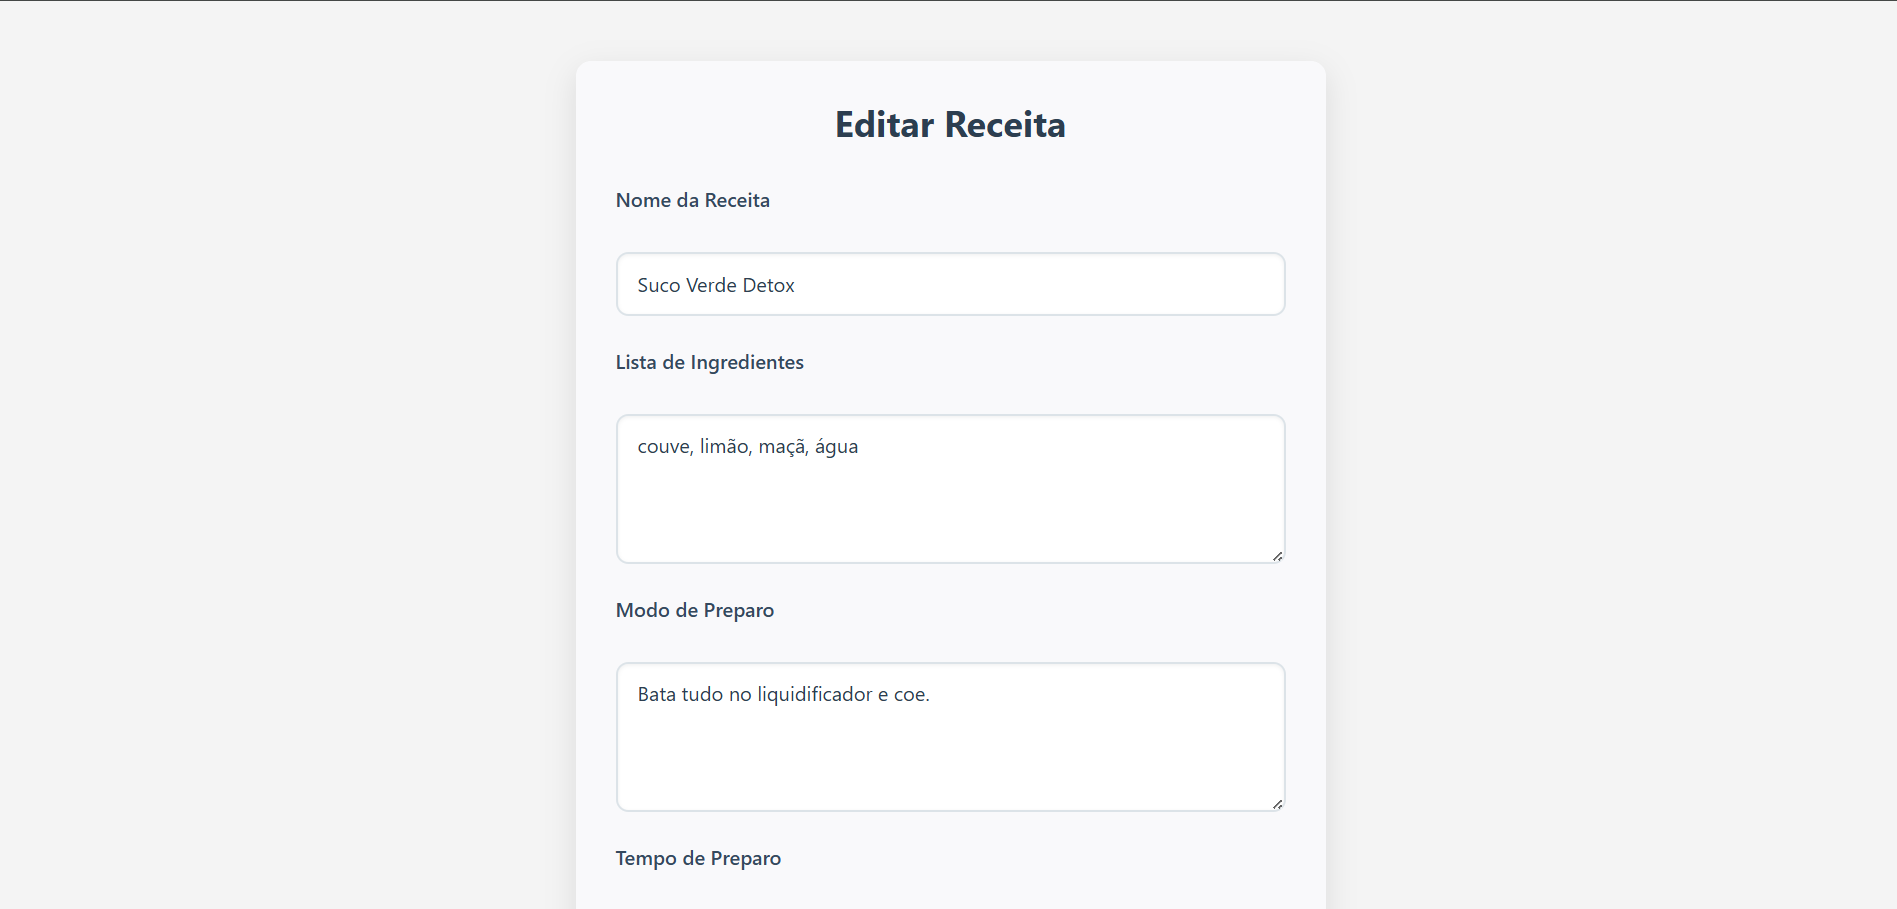 Editar Receita
Nome da Receita
Suco Verde Detox
Lista de Ingredientes
couve, limão, maçã, água
Modo de Preparo
Bata tudo no liquidificador e coe.
Tempo de Preparo